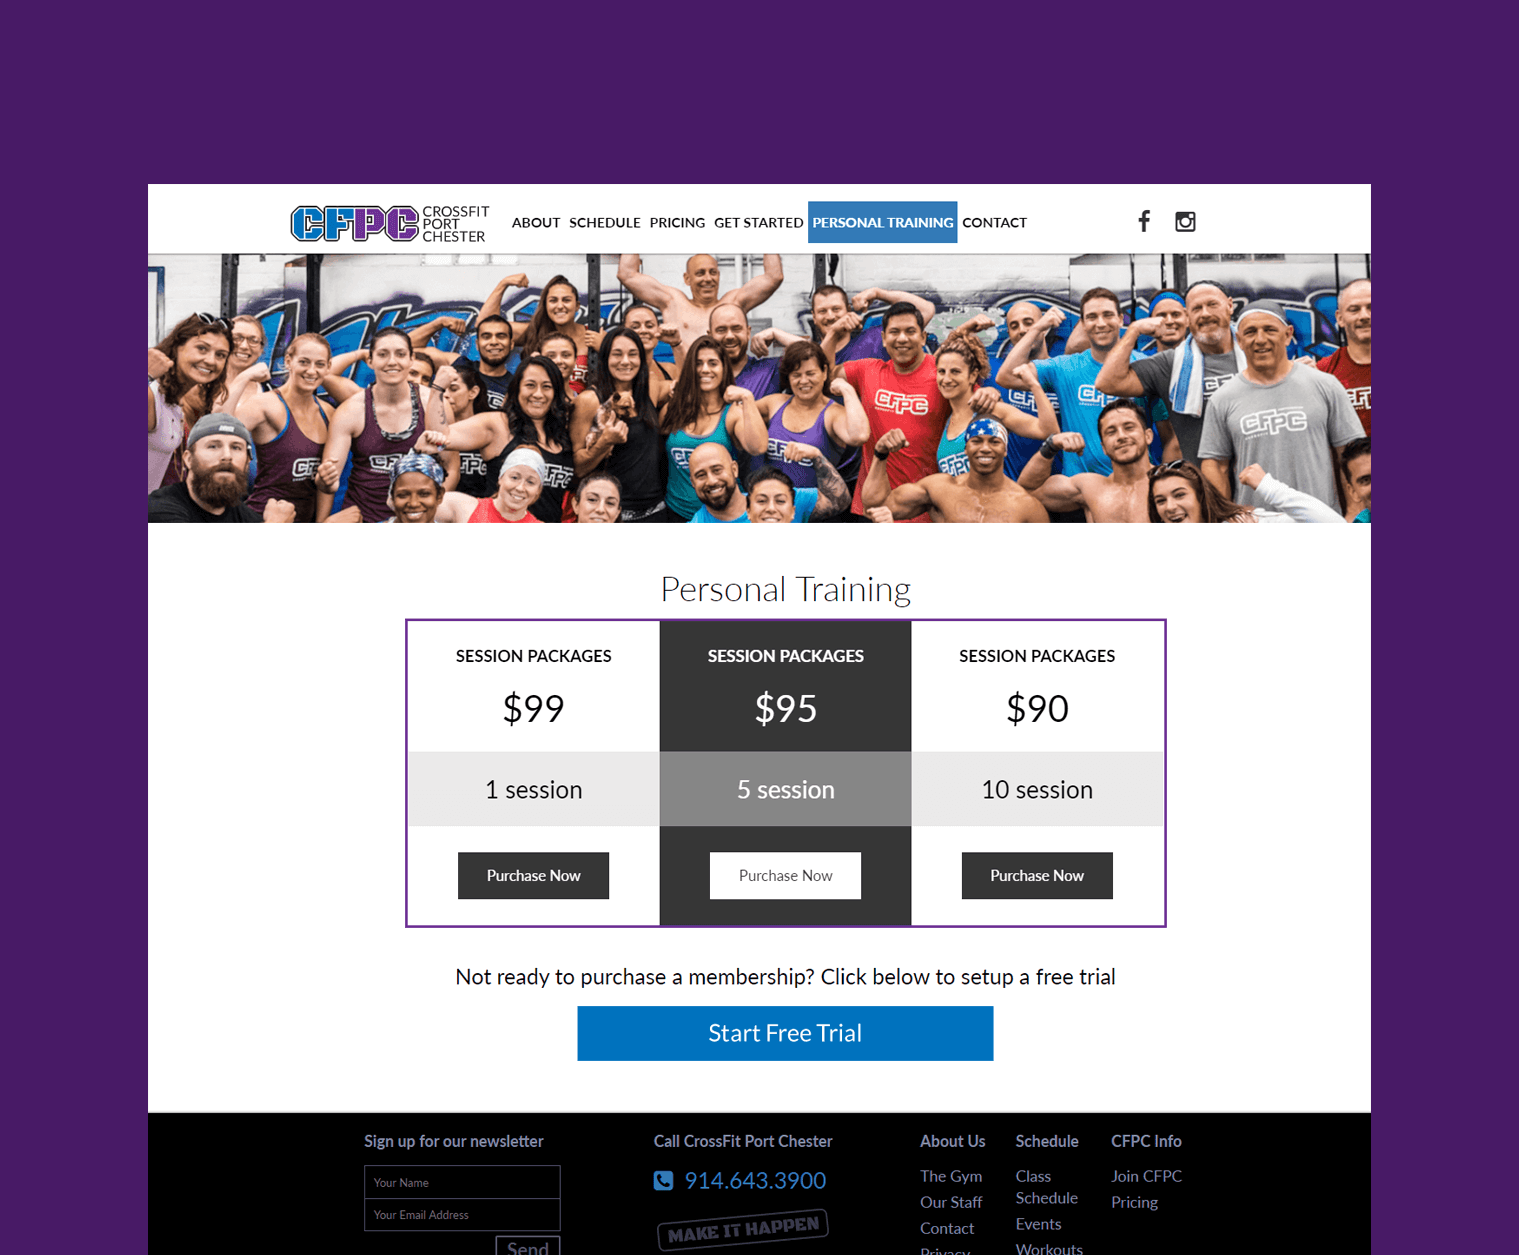 CFPC
CROSSFIT
PORT
CHESTER
ABOUT SCHEDULE PRICING GET STARTED PERSONAL TRAINING CONTACT
CFPC
CFPC
Personal Training
SESSION PACKAGES
$99
1 session
Purchase Now
SESSION PACKAGES
$95
5 session
Purchase Now
SESSION PACKAGES
$90
10 session
Purchase Now
Not ready to purchase a membership? Click below to setup a free trial
Start Free Trial
Sign up for our newsletter
Your Name
Your Email Address
Send
Call CrossFit Port Chester
914.643.3900
MAKE IT HAPPEN
About Us
The Gym
Our Staff
Contact
Privacy
Schedule
Class
Schedule
Events
Workouts
CFPC Info
Join CFPC
Pricing